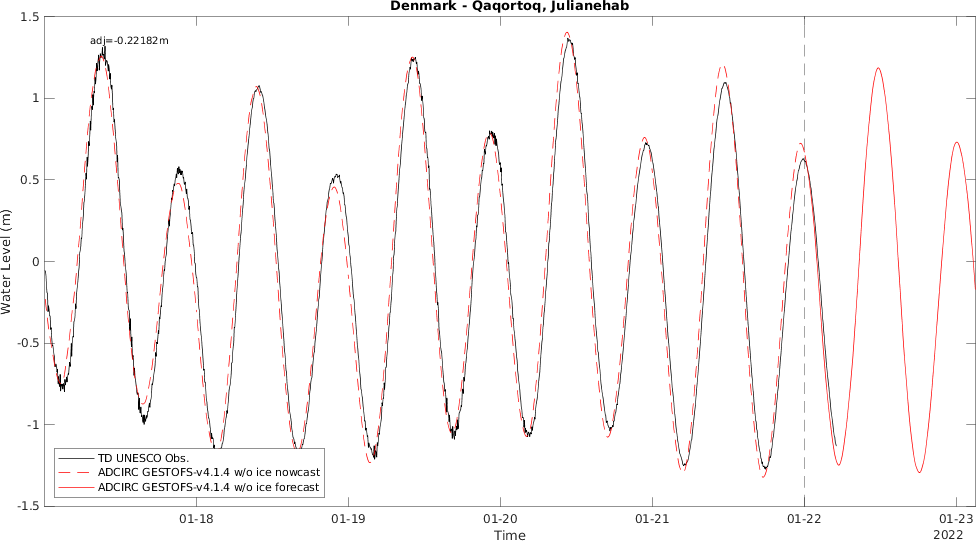 Denmark - Qaqortoq, Julianehab
adj=-0.22182m
1.5
1
0.5
0
-0.5
-1
-1.5
Water Level (m)
TD UNESCO Obs.
ADCIRC GESTOFS-v4.1.4 w/o ice nowcast
ADCIRC GESTOFS-v4.1.4 w/o ice forecast
01-18 01-19 01-20 01-21 01-22 01-23
Time
2022